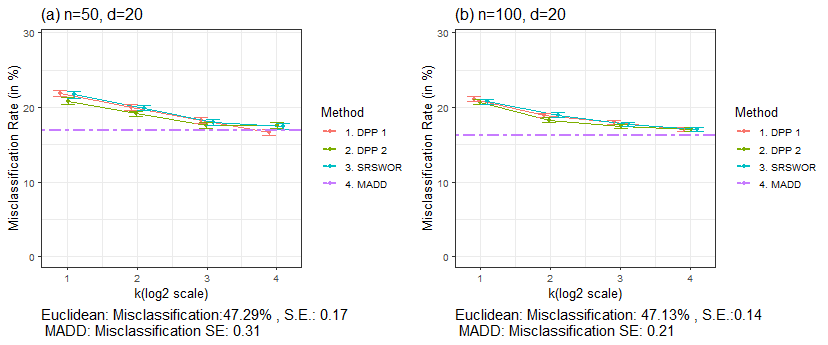 (a) n=50, d=20
Misclassification Rate (in %)
30
20
10
0
1 2 3 4
k(log2 scale)
Method
1. DPP 1
2. DPP 2
3. SRSWOR
4. MADD
Euclidean: Misclassification:47.29% , S.E.: 0.17
MADD: Misclassification SE: 0.31
(b) n=100, d=20
Misclassification Rate (in %)
30
20
10
0
1 2 3 4
k(log2 scale)
Method
1. DPP 1
2. DPP 2
3. SRSWOR
4. MADD
Euclidean: Misclassification: 47.13% , S.E.:0.14
MADD: Misclassification SE: 0.21